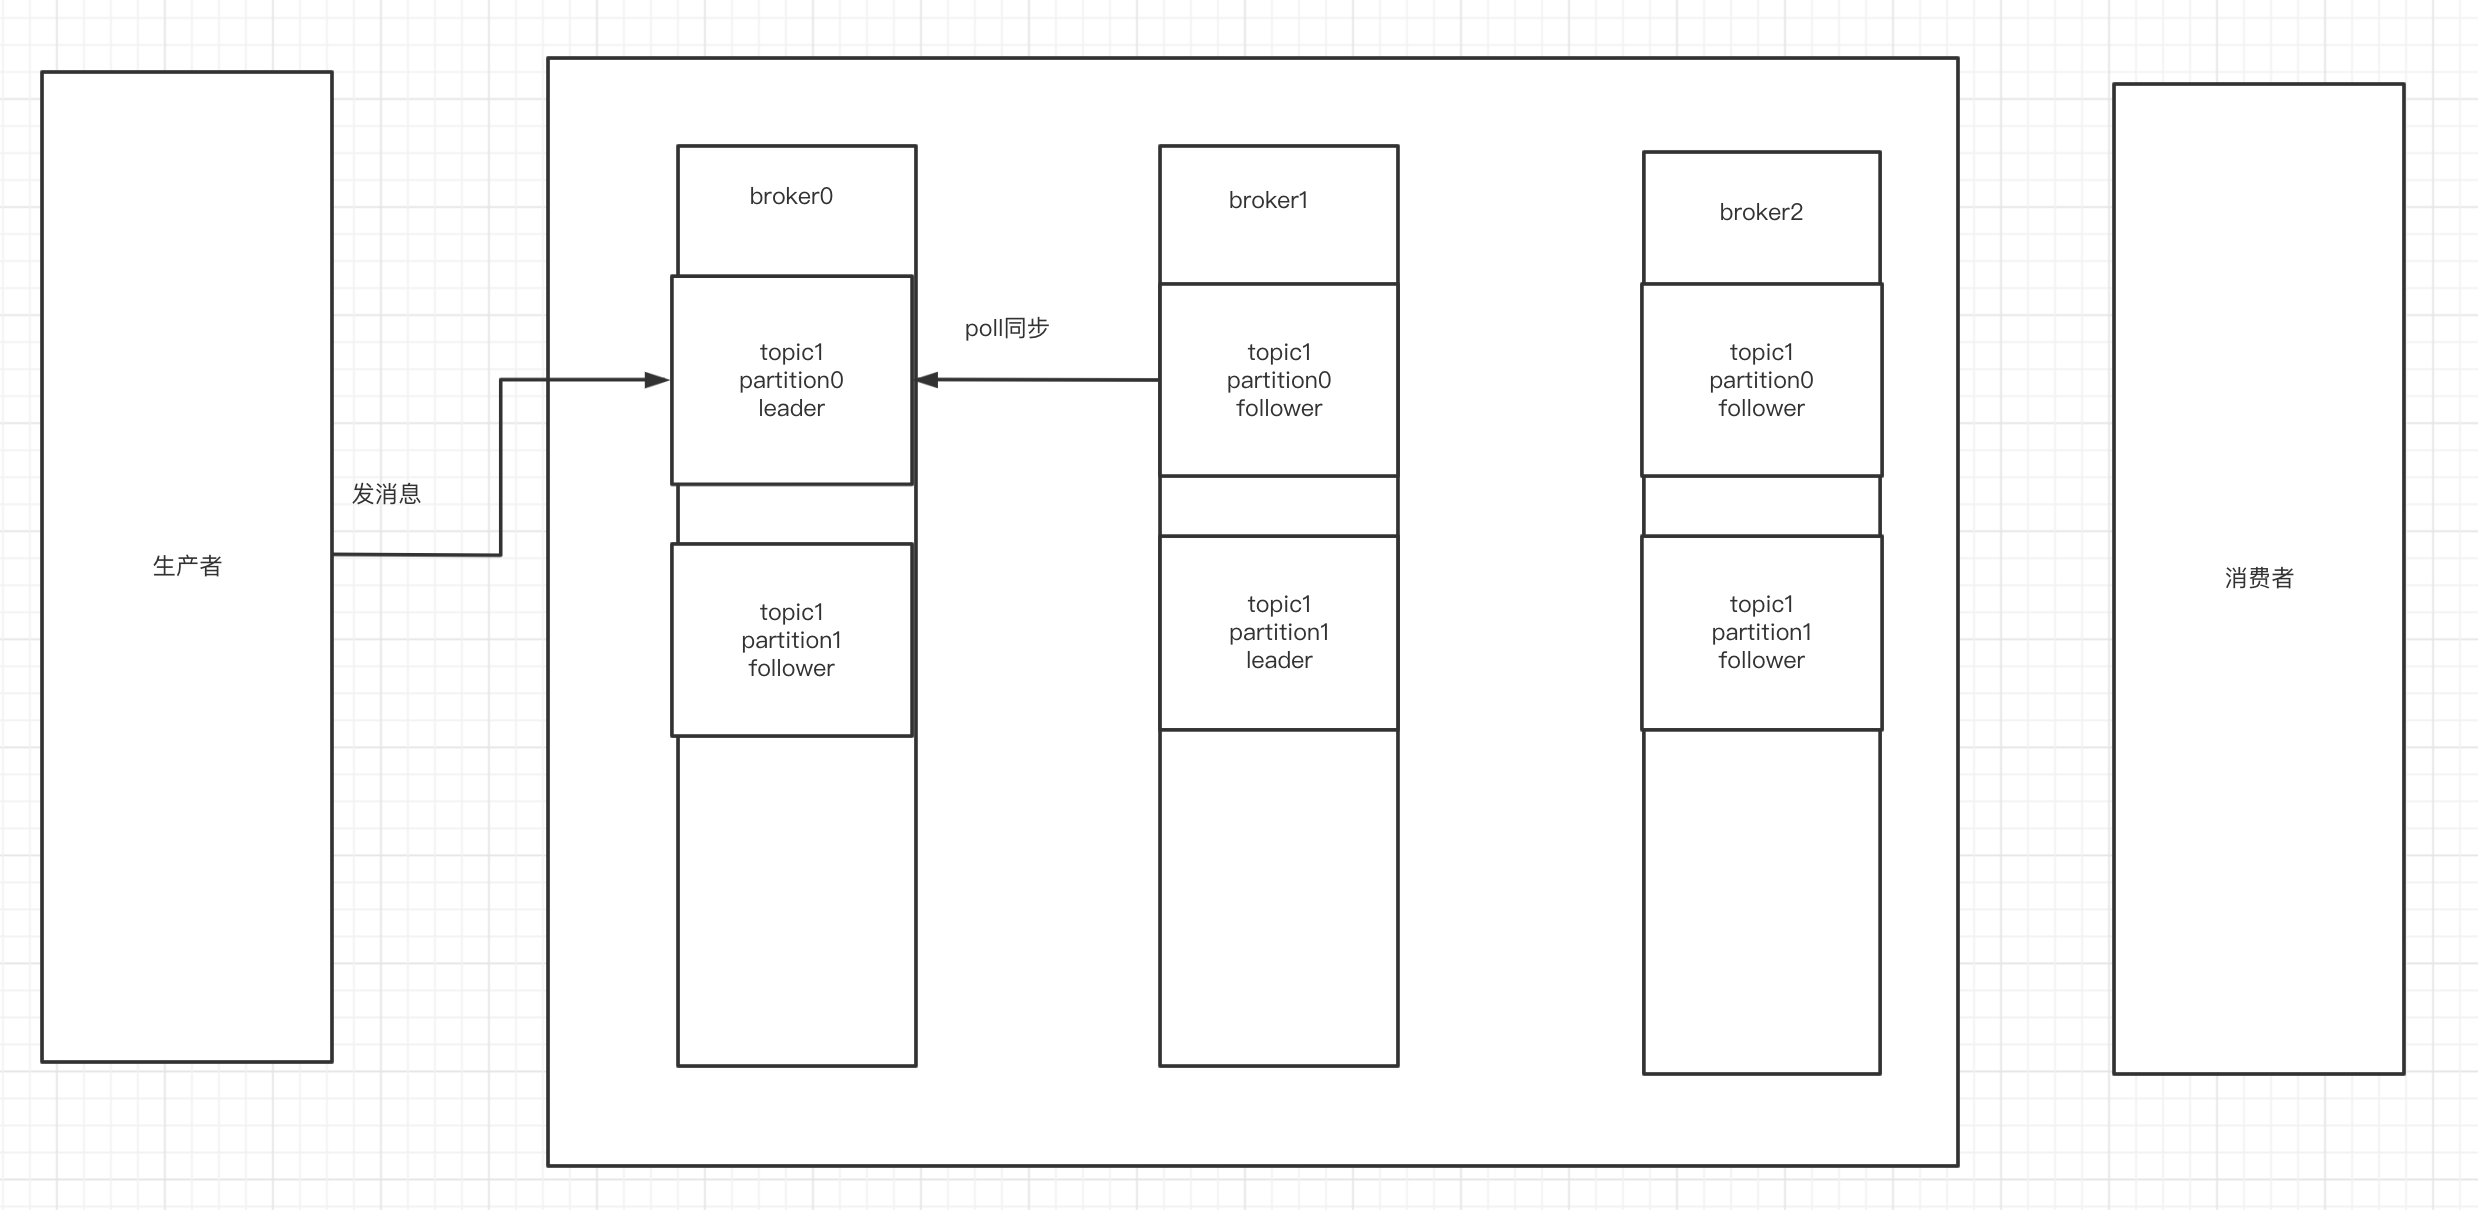 生产者
发消息
broker0
topic1
partition0
leader
topic1
partition1
follower
poll同步
broker1
topic1
partition0
follower
topic1
partition1
leader
broker2
topic1
partition0
follower
topic1
partition1
follower
消费者